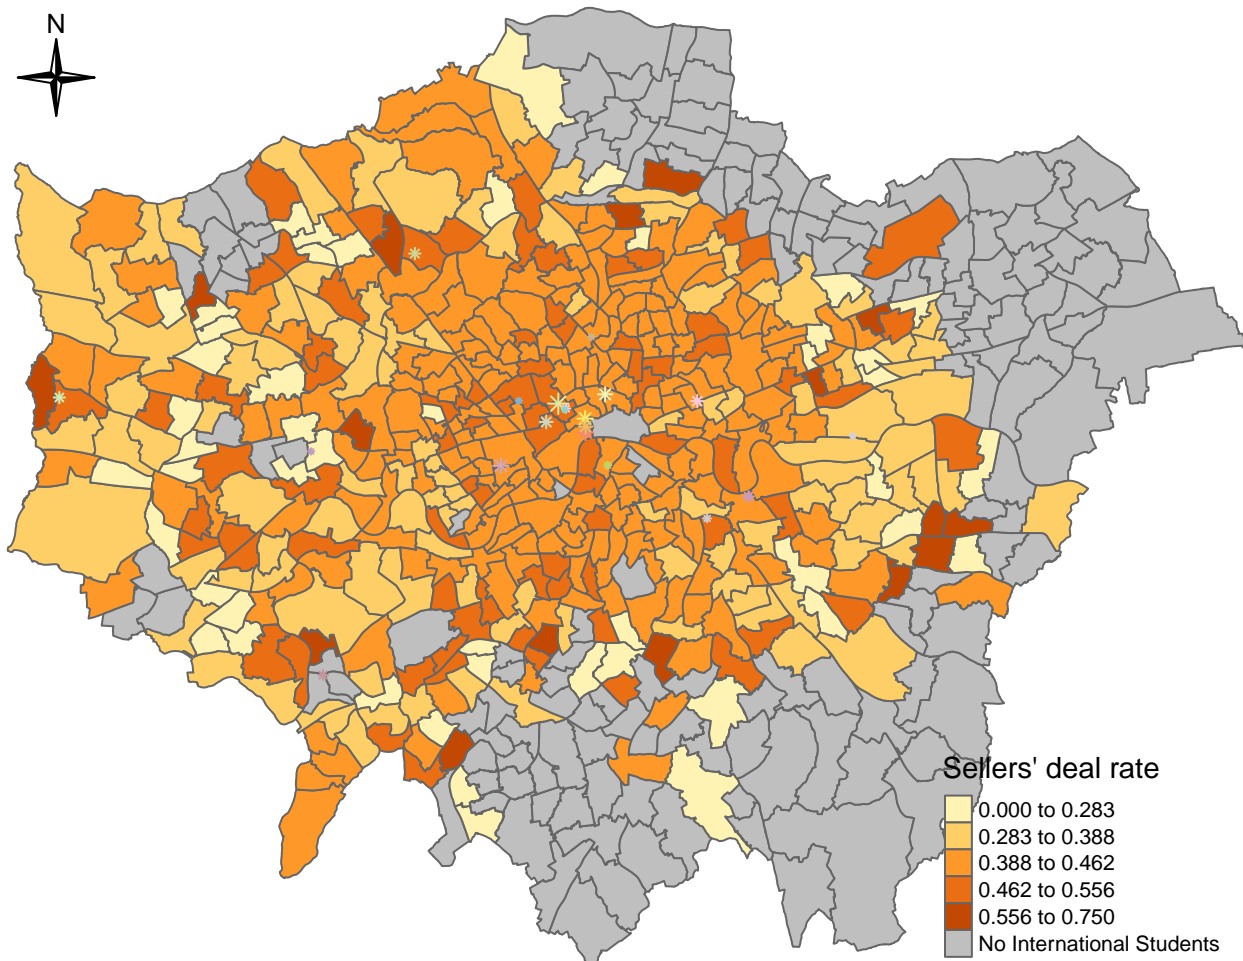 N
Sellers' deal rate
0.000 to 0.283
0.283 to 0.388
0.388 to 0.462
0.462 to 0.556
0.556 to 0.750
No International Students